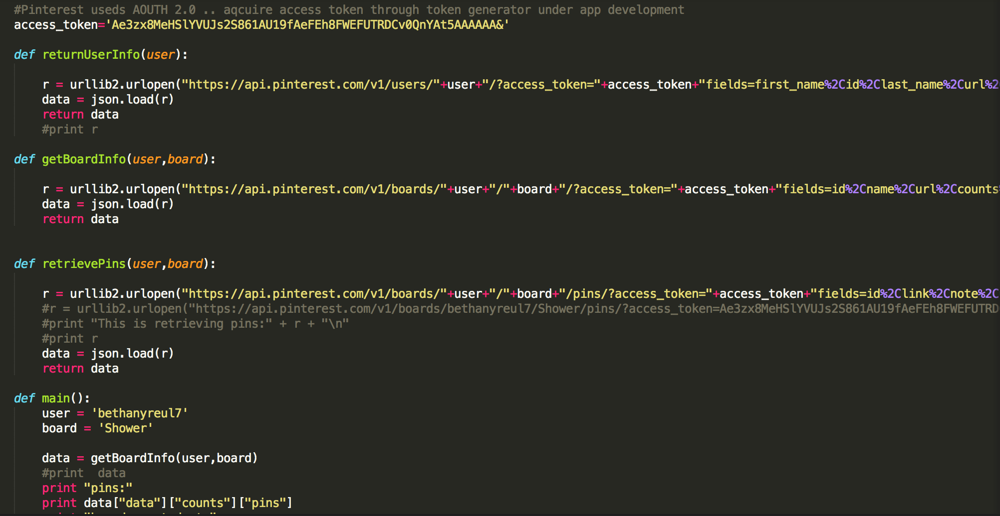 #Pinterest useds AOUTH 2.0 .. aqcuire access token through token generator under app development
access_token='Ae3zx8MeHSlYVUJs2S861AU19fAeFEh8FWEFUTRDCv0QnYAt5AAAAAA&'
def returnUserInfo(user):
r = urllib2.urlopen("https://api.pinterest.com/v1/users/"+user+"/?access_token="+access_token+"fields=first_name%2Cid%2Clast_name%2Curl%2
data = json.load(r)
return data
#print r
def getBoardInfo(user,board):
r = urllib2.urlopen("https://api.pinterest.com/v1/boards/"+user+"/"+board+"/?access_token="+access_token+"fields=id%2Cname%2Curl%2Ccounts
data = json.load(r)
return data
def retrievePins(user,board):
r = urllib2.urlopen("https://api.pinterest.com/v1/boards/"+user+"/"+board+"/pins/?access_token="+access_token+"fields=id%2Clink%2Cnote%2C
#r = urllib2.urlopen("https://api.pinterest.com/v1/boards/bethanyreul7/Shower/pins/?access_token=Ae3zx8MeHSlYVUJs2S861AU19fAeFEh8FWEFUTRD
#print "This is retrieving pins:" + r + "\n"
#print r
data = json.load(r)
return data
def main():
user = 'bethanyreul7'
board = 'Shower'
data = getBoardInfo(user,board)
#print  data
print "pins:"
print data["data"]["counts"]["pins"]